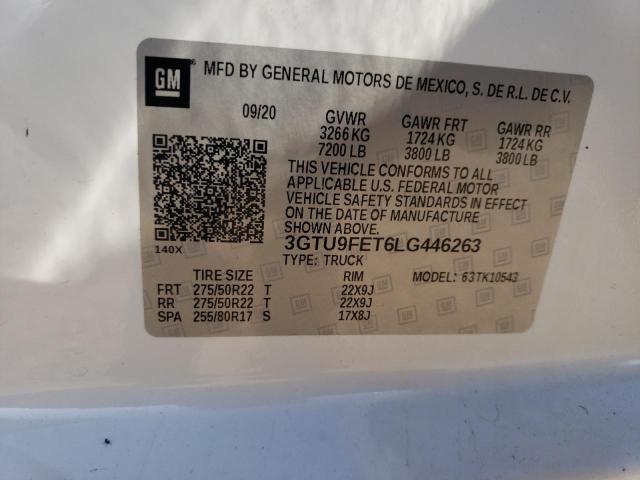 GM
MFD BY GENERAL MOTORS DE MEXICO, S. DE R.L. DE C.V.
09/20 GVWR GAWR FRT GAWR RR
3266 KG 1724 KG 1724 KG
7200 LB 3800 LB 3800 LB
THIS VEHICLE CONFORMS TO ALL
APPLICABLE U.S. FEDERAL MOTOR
VEHICLE SAFETY STANDARDS IN EFFECT
ON THE DATE OF MANUFACTURE
SHOWN ABOVE.
140X
3GTU9FET6LG446263
TYPE: TRUCK
TIRE SIZE RIM MODEL: 63TK10543
FRT 275/50R22 T 22X9J
RR 275/50R22 T 22X9J
SPA 255/80R17 S 17X8J